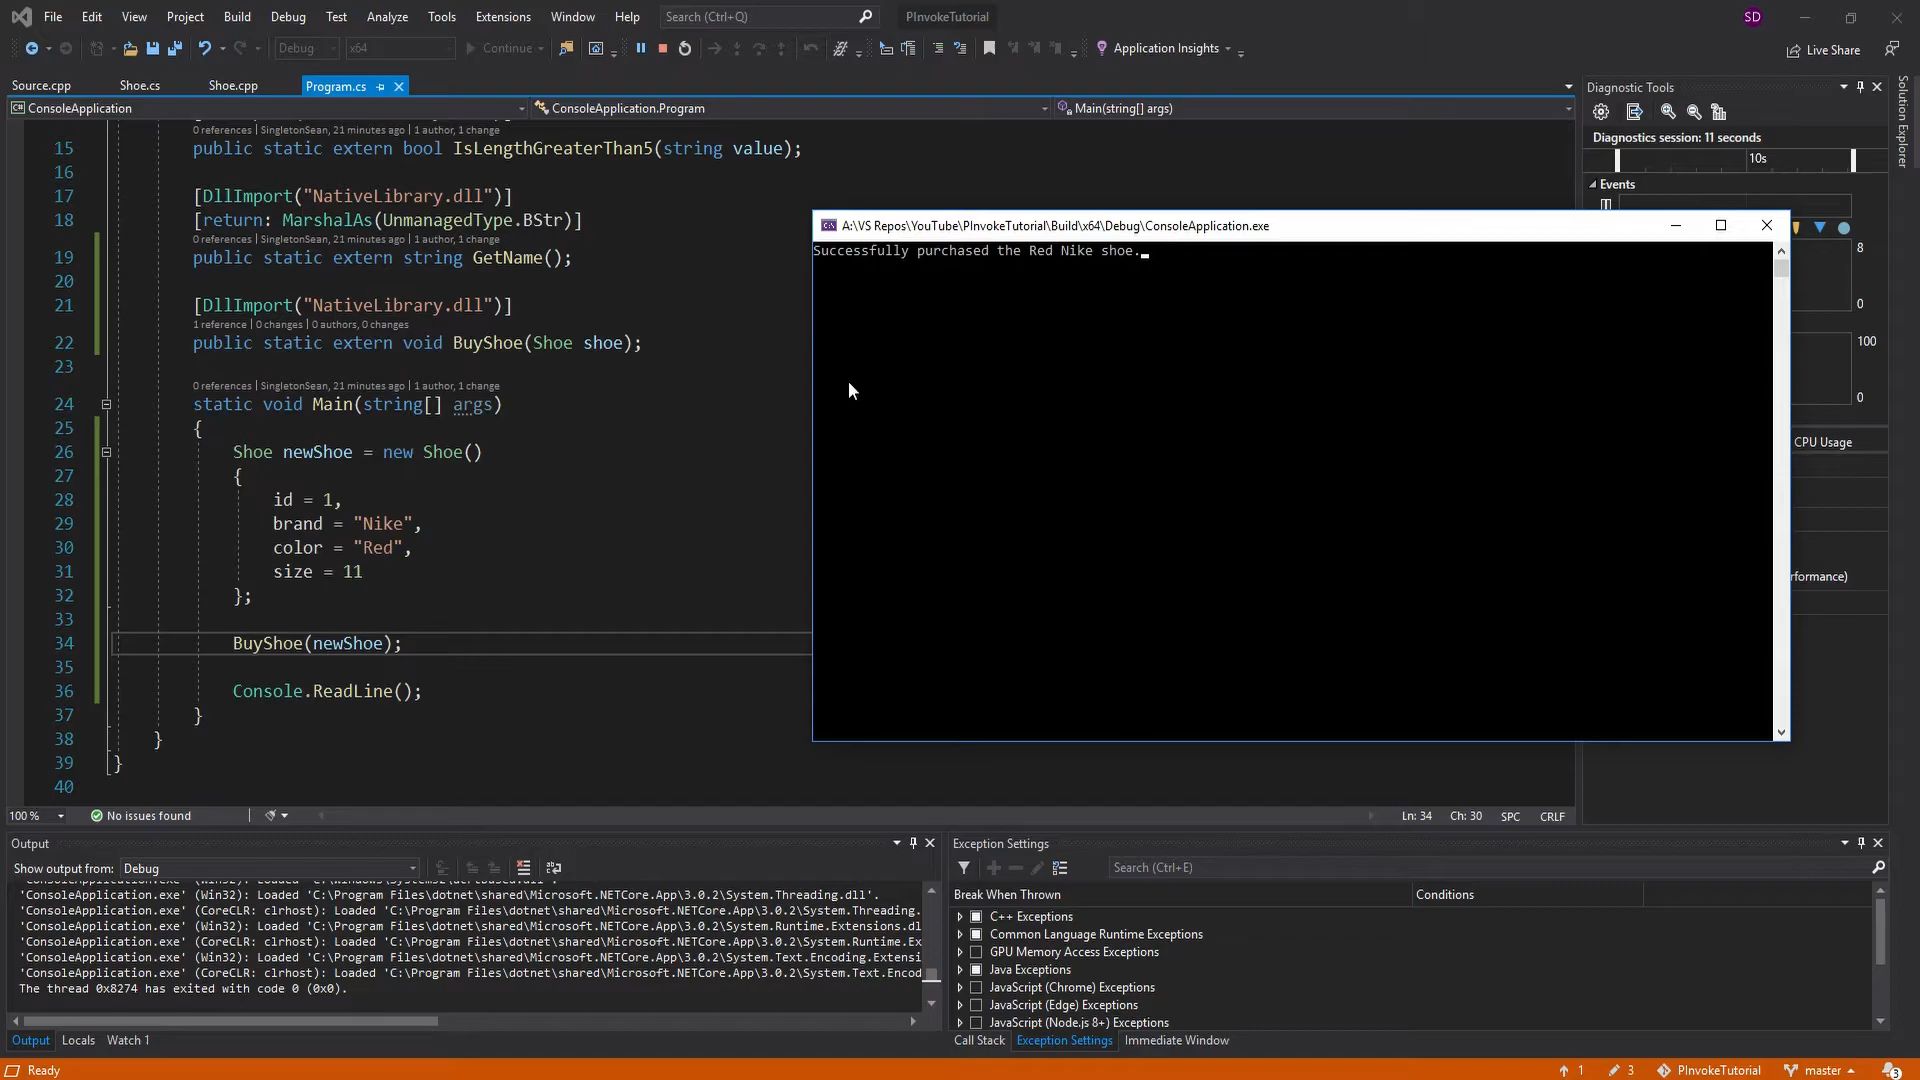 File Edit View Project Build Debug Test Analyze Tools Extensions Window Help Search (Ctrl+Q) PInvokeTutorial SD
Debug x64 Continue Application Insights Live Share
Source.cpp Shoe.cs Shoe.cpp Program.cs
ConsoleApplication ConsoleApplication.Program Main(string[] args)
0 references | SingletonSean, 21 minutes ago | 1 author, 1 change
15 public static extern bool IsLengthGreaterThan5(string value);
16
17 [DllImport("NativeLibrary.dll")]
18 [return: MarshalAs(UnmanagedType.BStr)]
0 references | SingletonSean, 21 minutes ago | 1 author, 1 change
19 public static extern string GetName();
20
21 [DllImport("NativeLibrary.dll")]
1 reference | 0 changes | 0 authors, 0 changes
22 public static extern void BuyShoe(Shoe shoe);
23
0 references | SingletonSean, 21 minutes ago | 1 author, 1 change
24 static void Main(string[] args)
25 {
26 Shoe newShoe = new Shoe()
27 {
28 id = 1,
29 brand = "Nike",
30 color = "Red",
31 size = 11
32 };
33
34 BuyShoe(newShoe);
35
36 Console.ReadLine();
37 }
38 }
39 }
40
A:\VS Repos\YouTube\PInvokeTutorial\Build\x64\Debug\ConsoleApplication.exe
Successfully purchased the Red Nike shoe.
Diagnostic Tools
Diagnostics session: 11 seconds
10s
Events
8
0
100
0
CPU Usage
rformance)
Solution Explorer
100 % No issues found Ln: 34 Ch: 30 SPC CRLF
Output
Show output from: Debug
'ConsoleApplication.exe' (Win32): Loaded
'ConsoleApplication.exe' (Win32): Loaded 'C:\Program Files\dotnet\shared\Microsoft.NETCore.App\3.0.2\System.Threading.dll'.
'ConsoleApplication.exe' (CoreCLR: clrhost): Loaded 'C:\Program Files\dotnet\shared\Microsoft.NETCore.App\3.0.2\System.Threading.
'ConsoleApplication.exe' (Win32): Loaded 'C:\Program Files\dotnet\shared\Microsoft.NETCore.App\3.0.2\System.Runtime.Extensions.dl
'ConsoleApplication.exe' (CoreCLR: clrhost): Loaded 'C:\Program Files\dotnet\shared\Microsoft.NETCore.App\3.0.2\System.Runtime.Ex
'ConsoleApplication.exe' (Win32): Loaded 'C:\Program Files\dotnet\shared\Microsoft.NETCore.App\3.0.2\System.Text.Encoding.Extensi
'ConsoleApplication.exe' (CoreCLR: clrhost): Loaded 'C:\Program Files\dotnet\shared\Microsoft.NETCore.App\3.0.2\System.Text.Encod
The thread 0x8274 has exited with code 0 (0x0).
Output Locals Watch 1
Exception Settings
Search (Ctrl+E)
Break When Thrown Conditions
C++ Exceptions
Common Language Runtime Exceptions
GPU Memory Access Exceptions
Java Exceptions
JavaScript (Chrome) Exceptions
JavaScript (Edge) Exceptions
JavaScript (Node.js 8+) Exceptions
Call Stack Exception Settings Immediate Window
Ready 1 3 PInvokeTutorial master 3